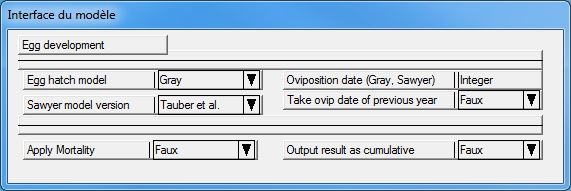 Interface du modèle
Egg development
Egg hatch model Gray Oviposition date (Gray, Sawyer) Integer
Sawyer model version Tauber et al. Take ovip date of previous year Faux
Apply Mortality Faux Output result as cumulative Faux